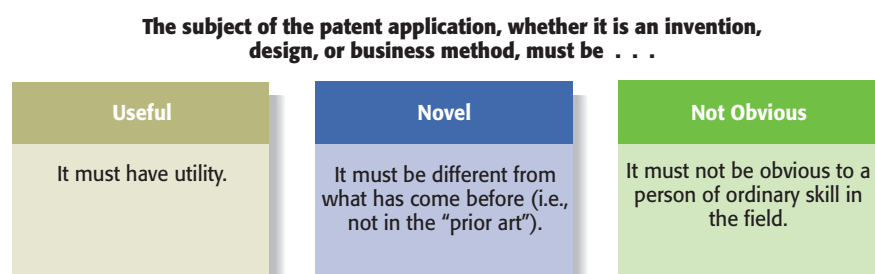 The subject of the patent application, whether it is an invention,
design, or business method, must be . . .
Useful
It must have utility.
Novel
It must be different from
what has come before (i.e.,
not in the “prior art”).
Not Obvious
It must not be obvious to a
person of ordinary skill in
the field.